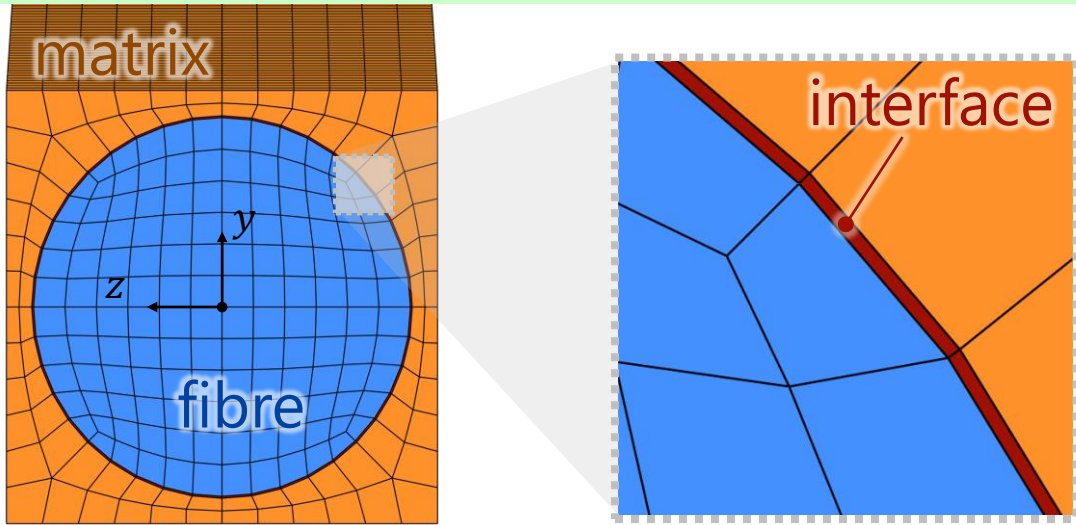 matrix
interface
y
z
fibre